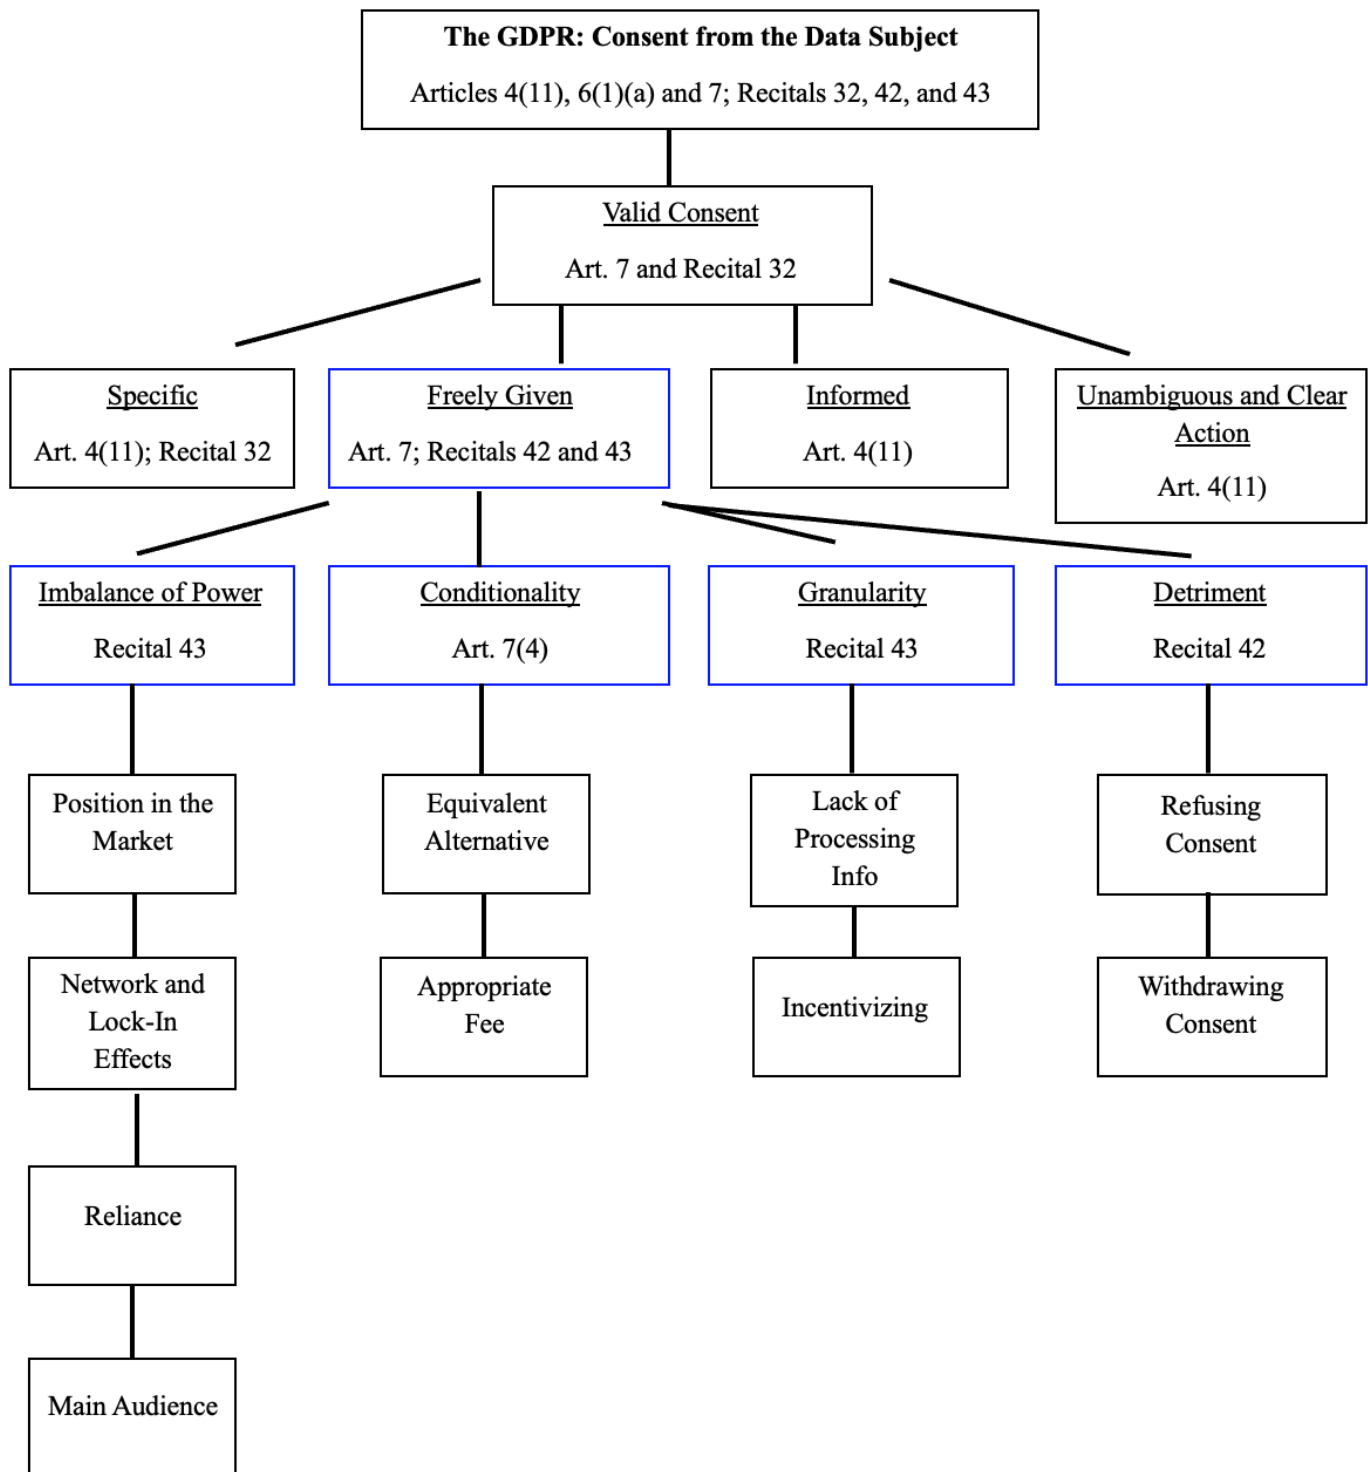 The GDPR: Consent from the Data Subject
Articles 4(11), 6(1)(a) and 7; Recitals 32, 42, and 43
Valid Consent
Art. 7 and Recital 32
Specific
Art. 4(11); Recital 32
Freely Given
Art. 7; Recitals 42 and 43
Informed
Art. 4(11)
Unambiguous and Clear
Action
Art. 4(11)
Imbalance of Power
Recital 43
Conditionality
Art. 7(4)
Granularity
Recital 43
Detriment
Recital 42
Position in the
Market
Equivalent
Alternative
Lack of
Processing
Info
Refusing
Consent
Network and
Lock-In
Effects
Appropriate
Fee
Incentivizing
Withdrawing
Consent
Reliance
Main Audience